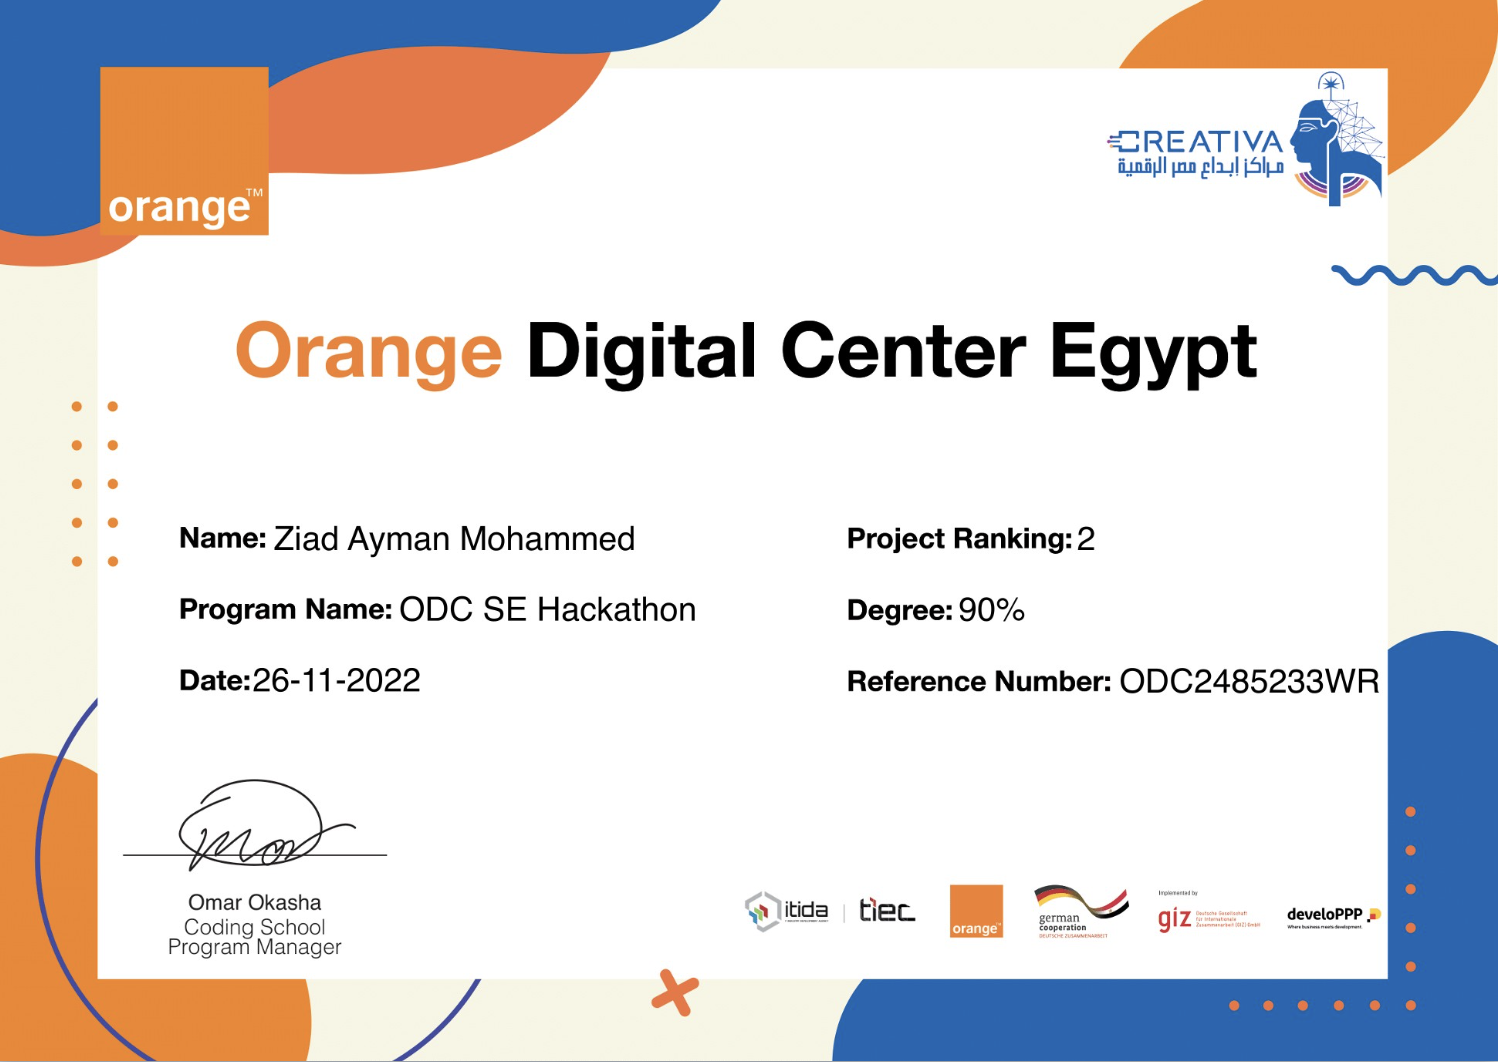 orange™
CREATIVA
مراكز إبداع مصر الرقمية
Orange Digital Center Egypt
Name: Ziad Ayman Mohammed
Project Ranking: 2
Program Name: ODC SE Hackathon
Degree: 90%
Date:26-11-2022
Reference Number: ODC2485233WR
Omar Okasha
Coding School
Program Manager
itida
tiec
orange™
german
cooperation
DEUTSCHE ZUSAMMENARBEIT
Implemented by
giz
Deutsche Gesellschaft
für Internationale
Zusammenarbeit (GIZ) GmbH
develoPPP
Where business meets development.